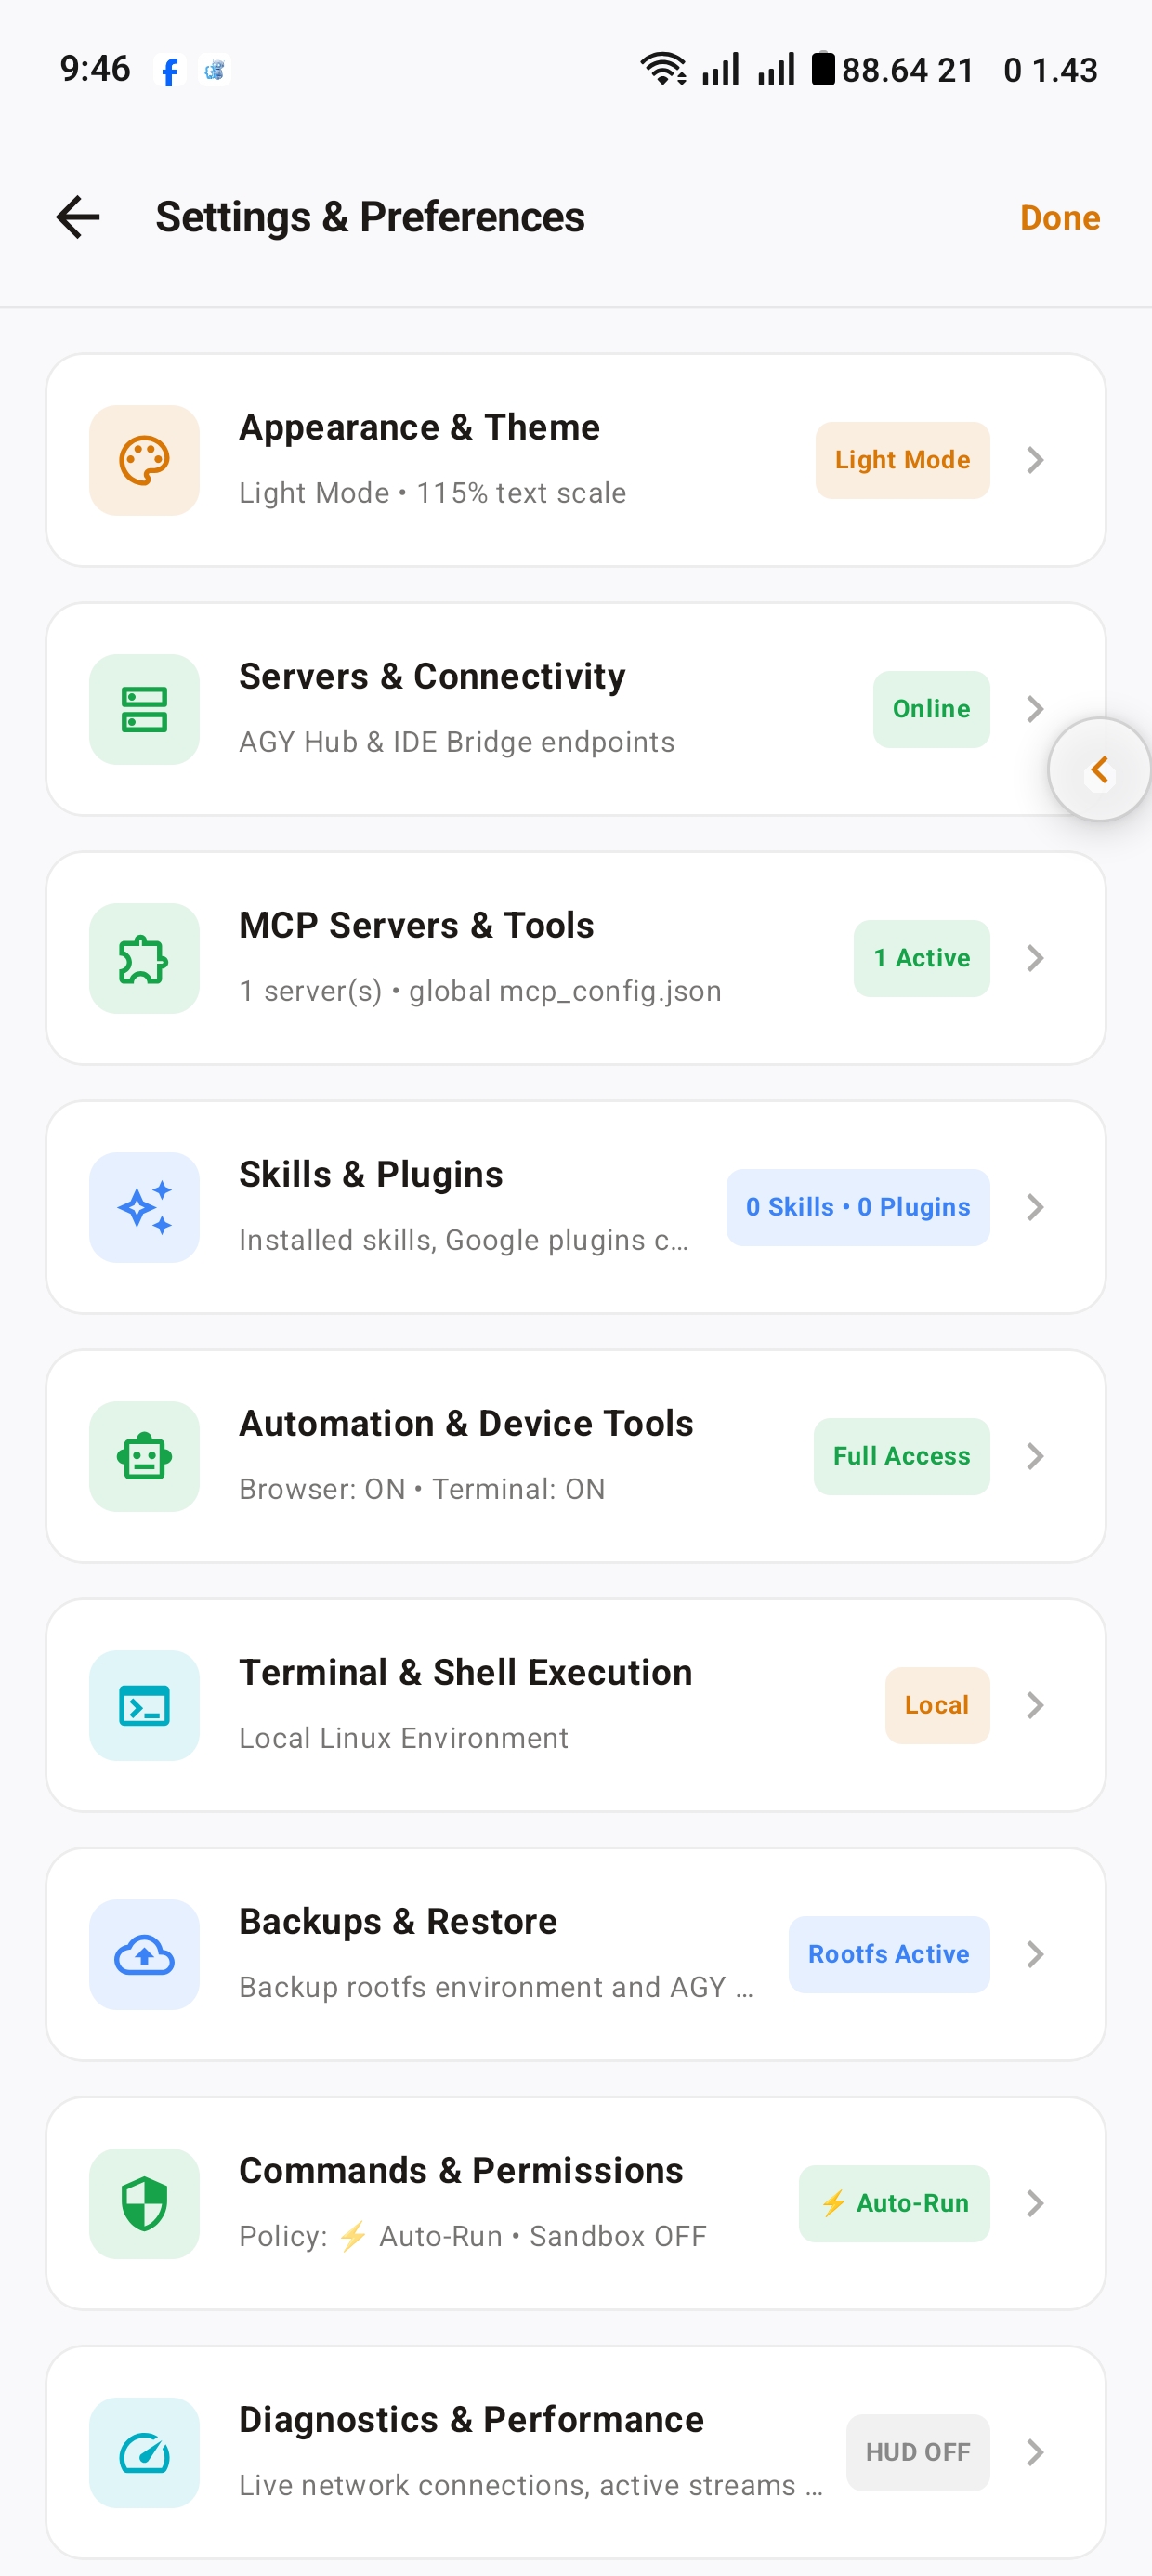 9:46 88.64 21 0 1.43
Settings & Preferences Done
Appearance & Theme
Light Mode • 115% text scale
Light Mode
Servers & Connectivity
AGY Hub & IDE Bridge endpoints
Online
MCP Servers & Tools
1 server(s) • global mcp_config.json
1 Active
Skills & Plugins
Installed skills, Google plugins c...
0 Skills • 0 Plugins
Automation & Device Tools
Browser: ON • Terminal: ON
Full Access
Terminal & Shell Execution
Local Linux Environment
Local
Backups & Restore
Backup rootfs environment and AGY ...
Rootfs Active
Commands & Permissions
Policy: ⚡ Auto-Run • Sandbox OFF
⚡ Auto-Run
Diagnostics & Performance
Live network connections, active streams ...
HUD OFF